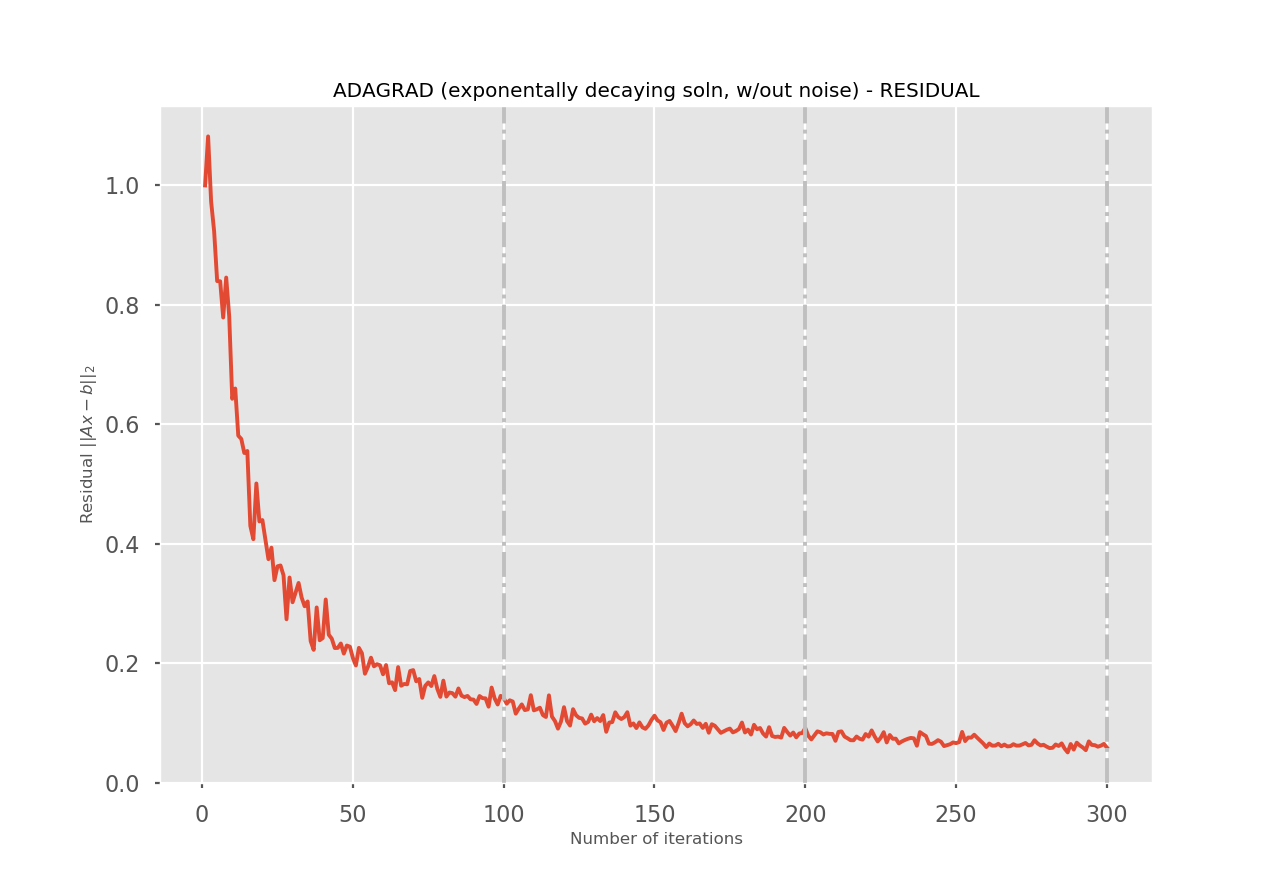 ADAGRAD (exponentially decaying soln, w/out noise) - RESIDUAL
Residual ||Ax − b||₂
1.0
0.8
0.6
0.4
0.2
0.0
0 50 100 150 200 250 300
Number of iterations